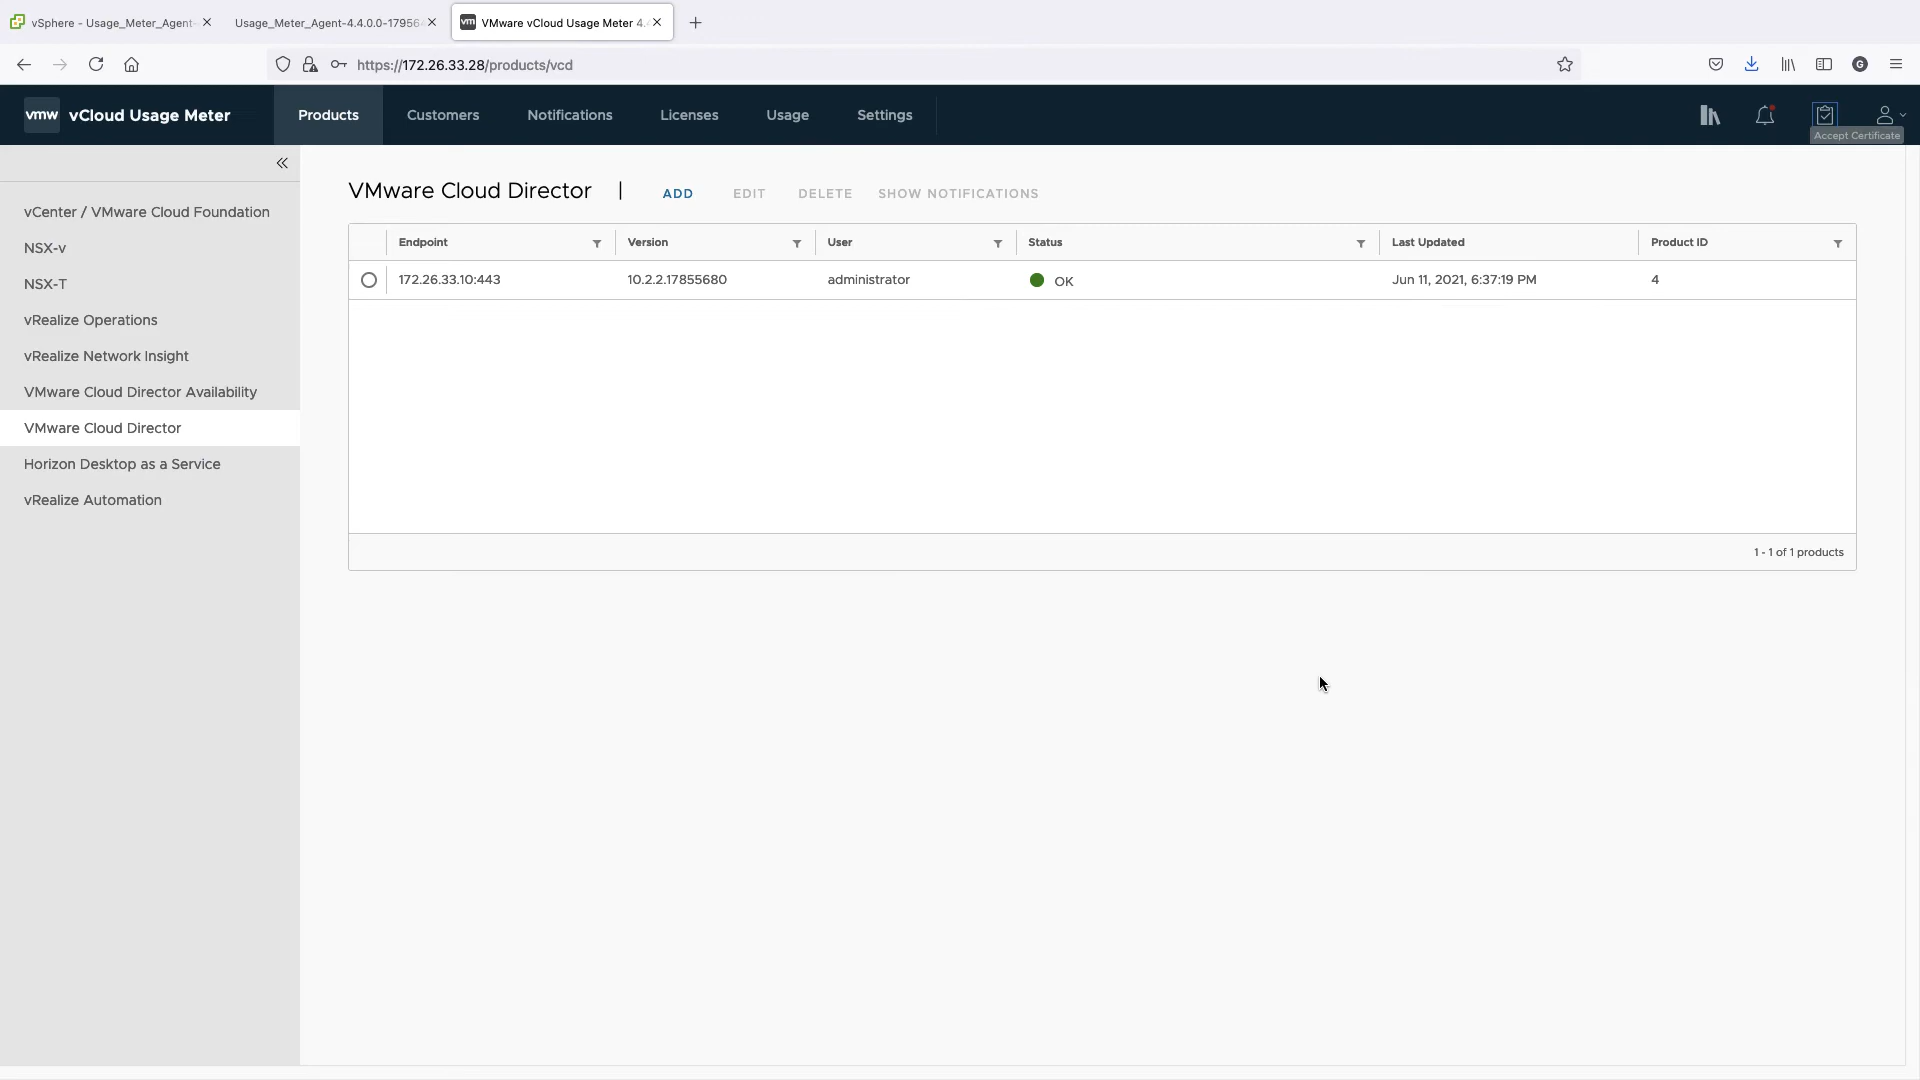 vSphere - Usage_Meter_Agent-
Usage_Meter_Agent-4.4.0.0-17956
VMware vCloud Usage Meter 4.
https://172.26.33.28/products/vcd
G
vmw vCloud Usage Meter
Products
Customers
Notifications
Licenses
Usage
Settings
Accept Certificate
vCenter / VMware Cloud Foundation
NSX-v
NSX-T
vRealize Operations
vRealize Network Insight
VMware Cloud Director Availability
VMware Cloud Director
Horizon Desktop as a Service
vRealize Automation
VMware Cloud Director | ADD EDIT DELETE SHOW NOTIFICATIONS
Endpoint Version User Status Last Updated Product ID
172.26.33.10:443 10.2.2.17855680 administrator OK Jun 11, 2021, 6:37:19 PM 4
1 - 1 of 1 products